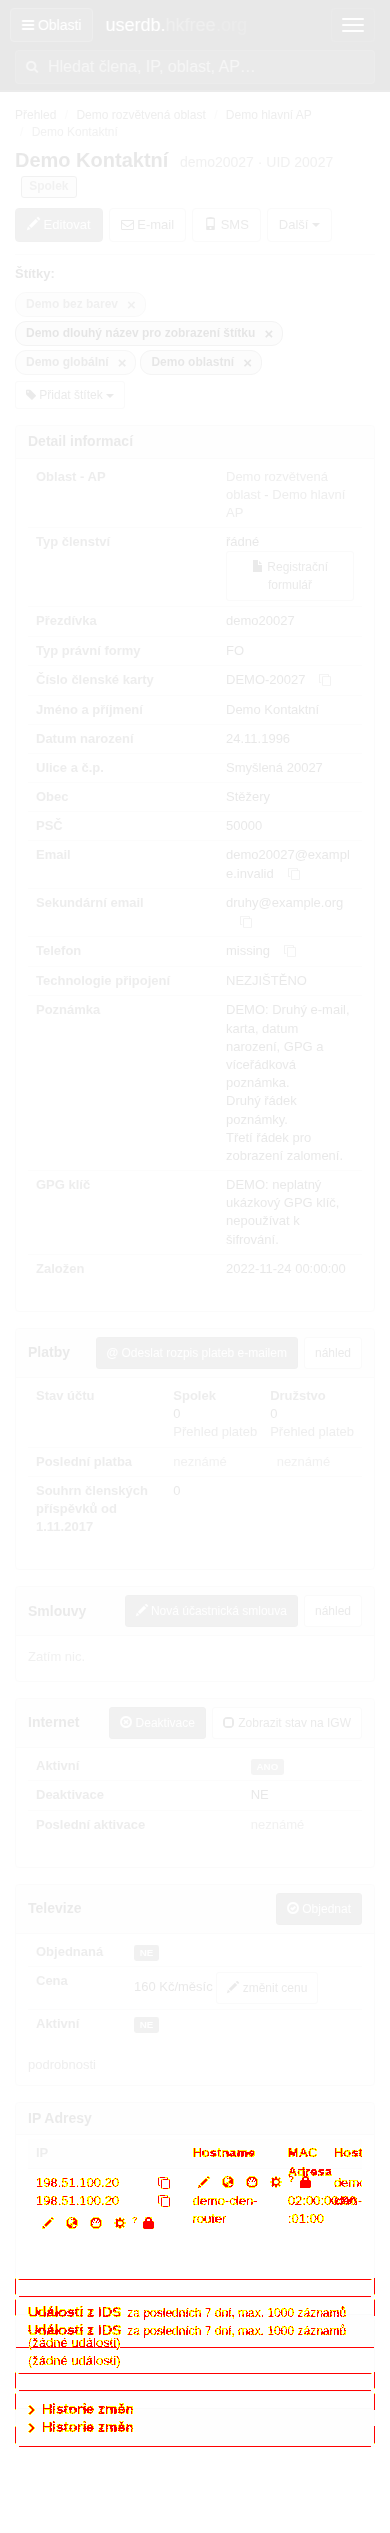 Oblasti userdb.hkfree.org
Hledat člena, IP, oblast, AP…
Přehled / Demo rozvětvená oblast / Demo hlavní AP
/ Demo Kontaktní
Demo Kontaktní demo20027 - UID 20027
Spolek
Editovat E-mail SMS Další
Štítky:
Demo bez barev ×
Demo dlouhý název pro zobrazení štítku ×
Demo globální × Demo oblastní ×
Přidat štítek
Detail informací
Oblast - AP Demo rozvětvená
oblast - Demo hlavní
AP
Typ členství řádné
Registrační
formulář
Přezdívka demo20027
Typ právní formy FO
Číslo členské karty DEMO-20027
Jméno a příjmení Demo Kontaktní
Datum narození 24.11.1996
Ulice a č.p. Smyšlená 20027
Obec Stěžery
PSČ 50000
Email demo20027@exampl
e.invalid
Sekundární email druhy@example.org
Telefon missing
Technologie připojení NEZJIŠTĚNO
Poznámka DEMO: Druhý e-mail,
karta, datum
narození, GPG a
víceřádková
poznámka.
Druhý řádek
poznámky.
Třetí řádek pro
zobrazení zalomení.
GPG klíč DEMO: neplatný
ukázkový GPG klíč,
nepoužívat k
šifrování.
Založen 2022-11-24 00:00:00
Platby @ Odeslat rozpis plateb e-mailem náhled
Stav účtu Spolek Družstvo
0 0
Přehled plateb Přehled plateb
Poslední platba neznámé neznámé
Souhrn členských 0
příspěvků od
1.11.2017
Smlouvy Nová účastnická smlouva náhled
Zatím nic.
Internet Deaktivace Zobrazit stav na IGW
Aktivní ANO
Deaktivace NE
Poslední aktivace neznámé
Televize Objednat
Objednaná NE
Cena 160 Kč/měsíc změnit cenu
Aktivní NE
podrobnosti
IP Adresy
IP Hostname MAC Host
Adresa
198.51.100.20 ?
198.51.100.20 demo-den-
? router :01:00
Události z IDS za posledních 7 dní, max. 1000 záznamů
Události z IDS za posledních 7 dní, max. 1000 záznamů
(žádné události)
(žádné události)
Historie změn
Historie změn